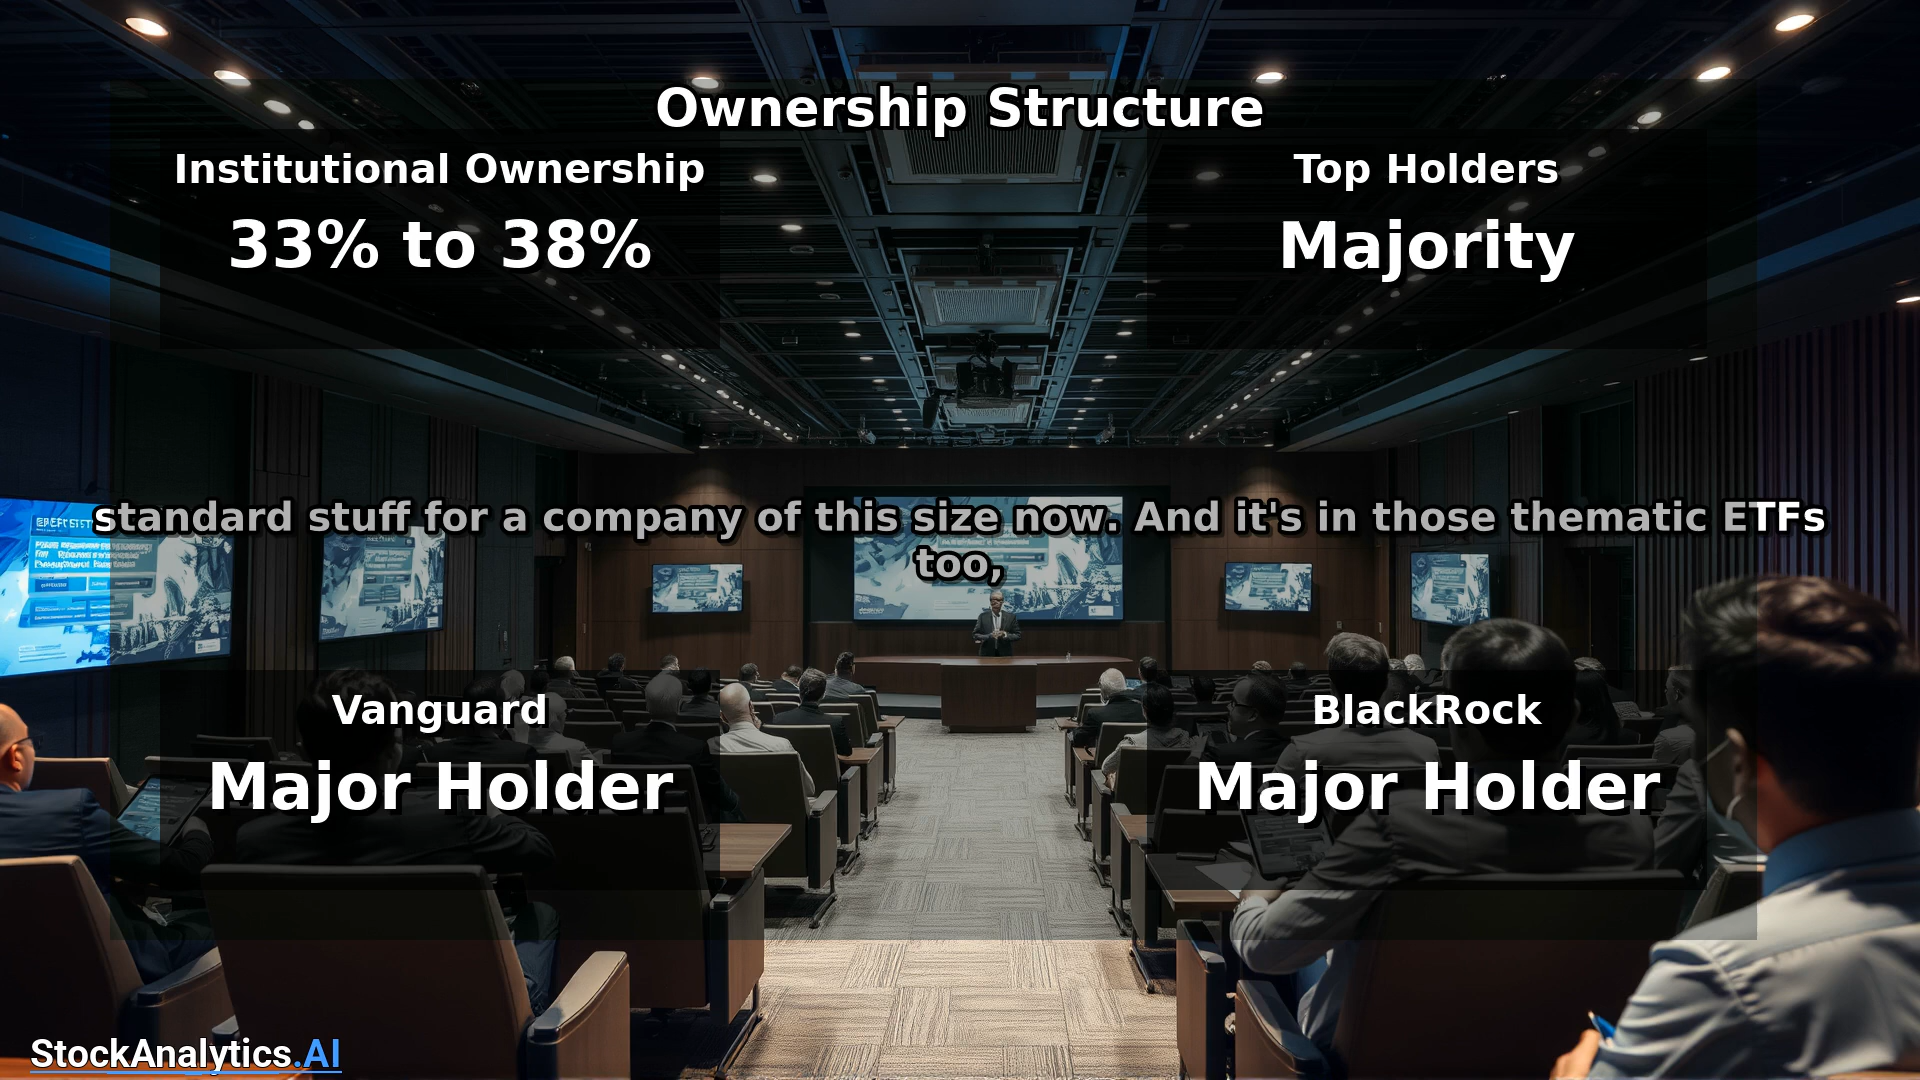 Ownership Structure
Institutional Ownership
33% to 38%
Top Holders
Majority
standard stuff for a company of this size now. And it's in those thematic ETFs
too,
Vanguard
Major Holder
BlackRock
Major Holder
StockAnalytics.AI